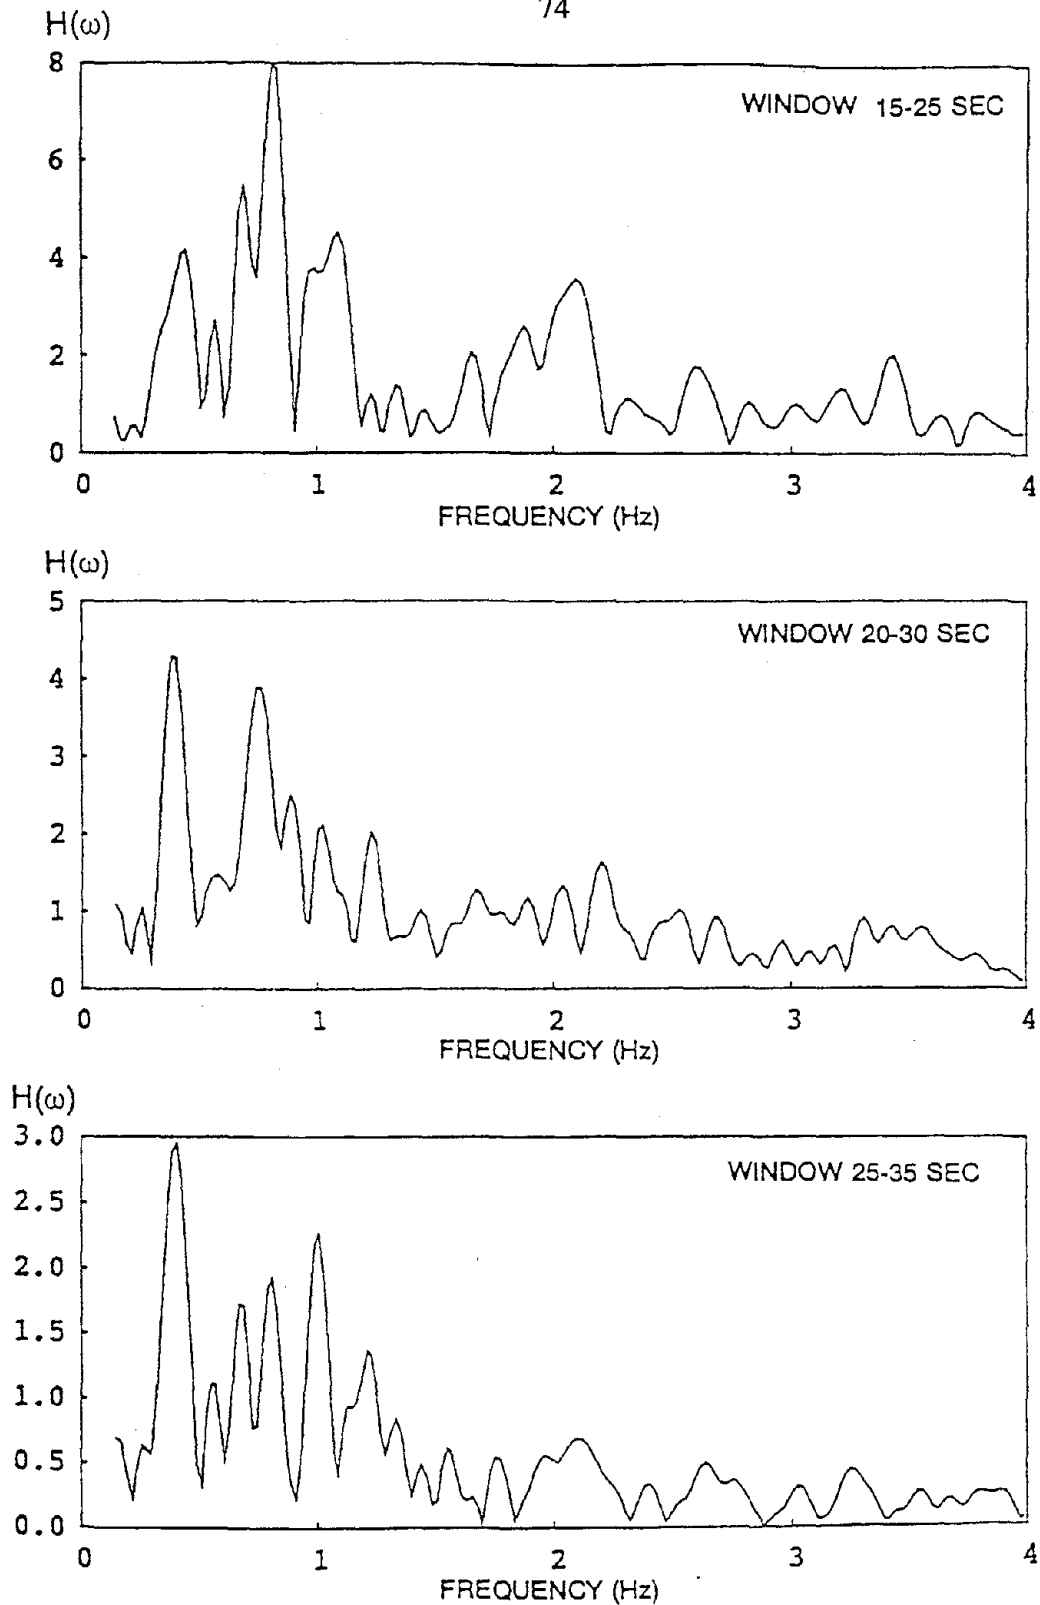 74
H(ω)
8
WINDOW 15-25 SEC
6
4
2
0
0 1 2 3 4
FREQUENCY (Hz)
H(ω)
5
WINDOW 20-30 SEC
4
3
2
1
0
0 1 2 3 4
FREQUENCY (Hz)
H(ω)
3.0
WINDOW 25-35 SEC
2.5
2.0
1.5
1.0
0.5
0.0
0 1 2 3 4
FREQUENCY (Hz)